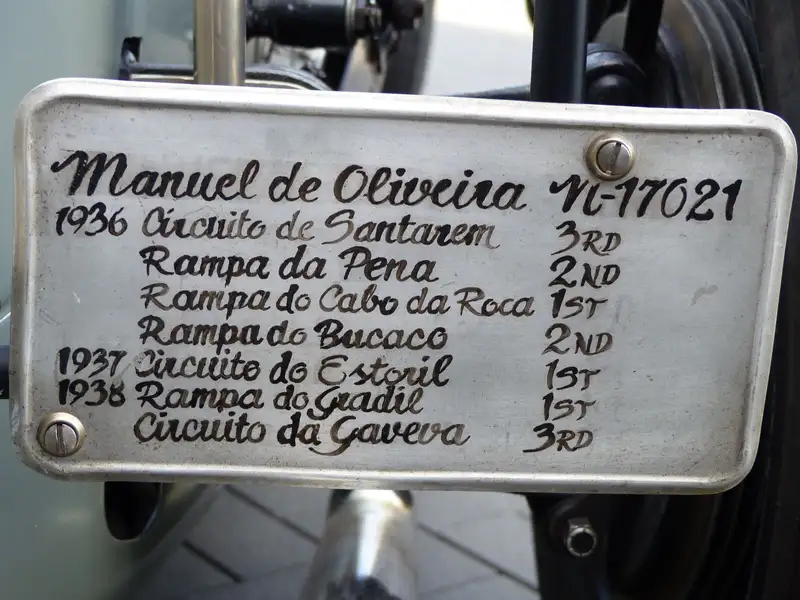 Manuel de Oliveira N-17021
1936 Circuito de Santarem 3RD
Rampa da Pena 2ND
Rampa do Cabo da Roca 1ST
Rampa do Bucaco 2ND
1937 Circuito do Estoril 1ST
1938 Rampa do Gradil 1ST
Circuito da Gaveva 3RD